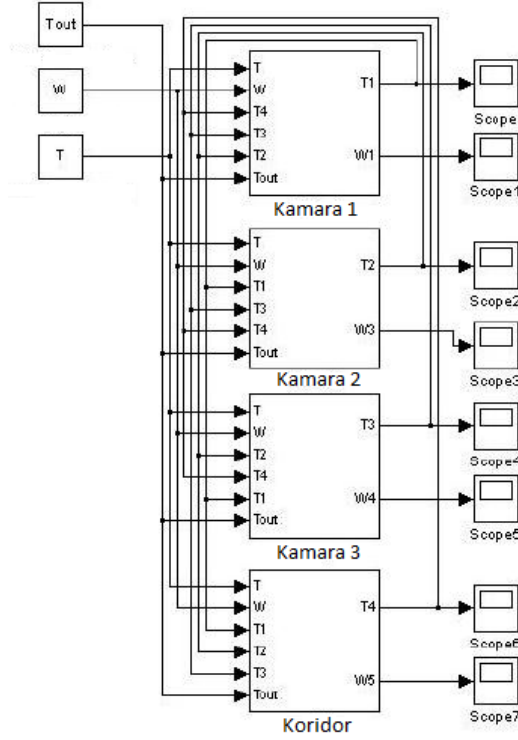 Tout
W
T
T
W
T4
T3
T2
Tout
T1
W1
Kamara 1
Scope
Scope1
T
W
T1
T3
T4
Tout
T2
W3
Kamara 2
Scope2
Scope3
T
W
T2
T4
T1
Tout
T3
W4
Kamara 3
Scope4
Scope5
T
W
T1
T2
T3
Tout
T4
W5
Koridor
Scope6
Scope7